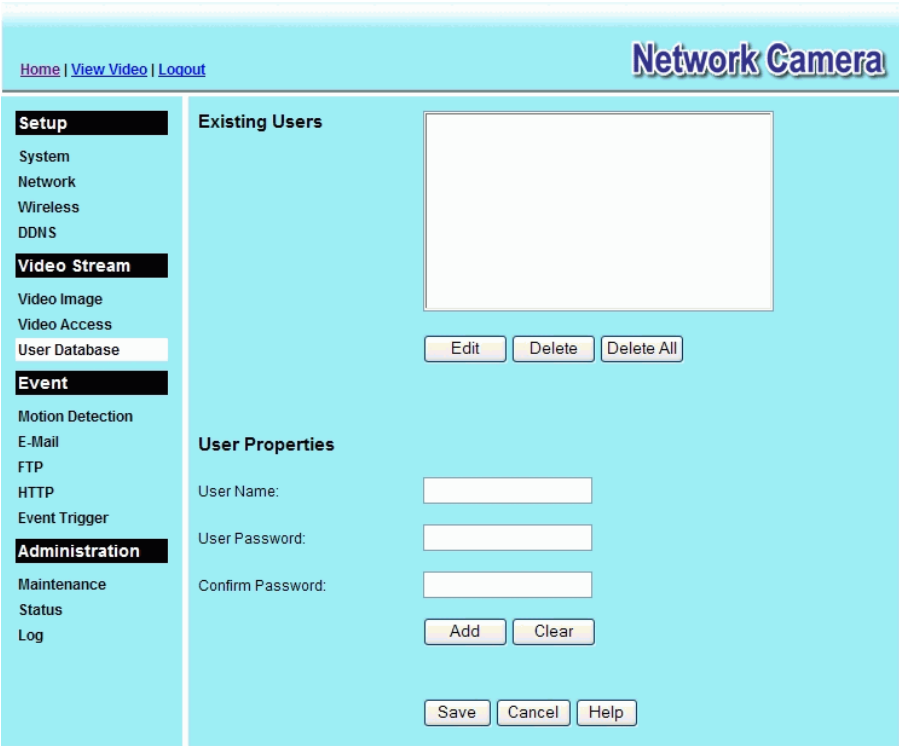 Home | View Video | Logout
Network Camera
Setup
System
Network
Wireless
DDNS
Video Stream
Video Image
Video Access
User Database
Event
Motion Detection
E-Mail
FTP
HTTP
Event Trigger
Administration
Maintenance
Status
Log
Existing Users
Edit Delete Delete All
User Properties
User Name:
User Password:
Confirm Password:
Add Clear
Save Cancel Help